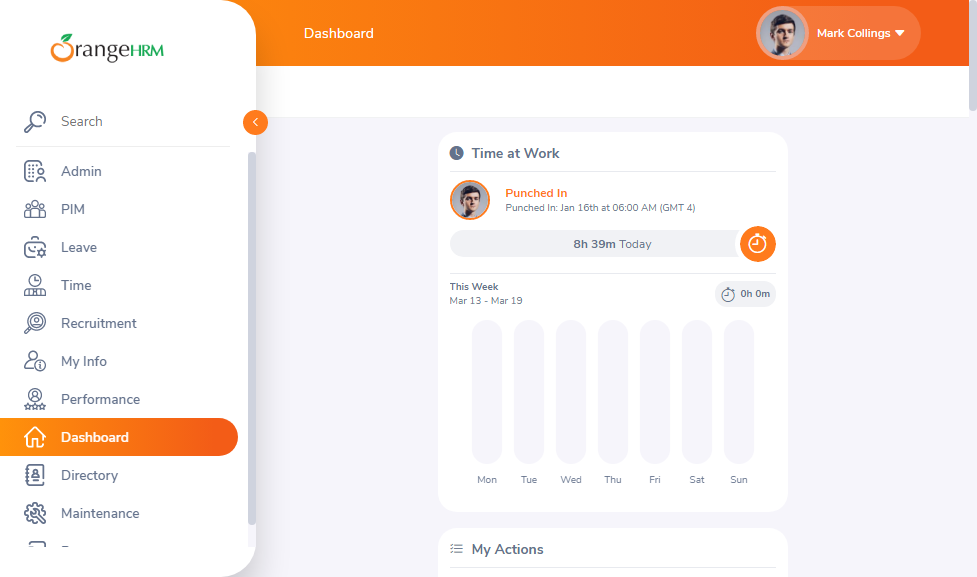 OrangeHRM
Dashboard
Mark Collings
Search
Admin
PIM
Leave
Time
Recruitment
My Info
Performance
Dashboard
Directory
Maintenance
Time at Work
Punched In
Punched In: Jan 16th at 06:00 AM (GMT 4)
8h 39m Today
This Week
Mar 13 - Mar 19
0h 0m
Mon Tue Wed Thu Fri Sat Sun
My Actions